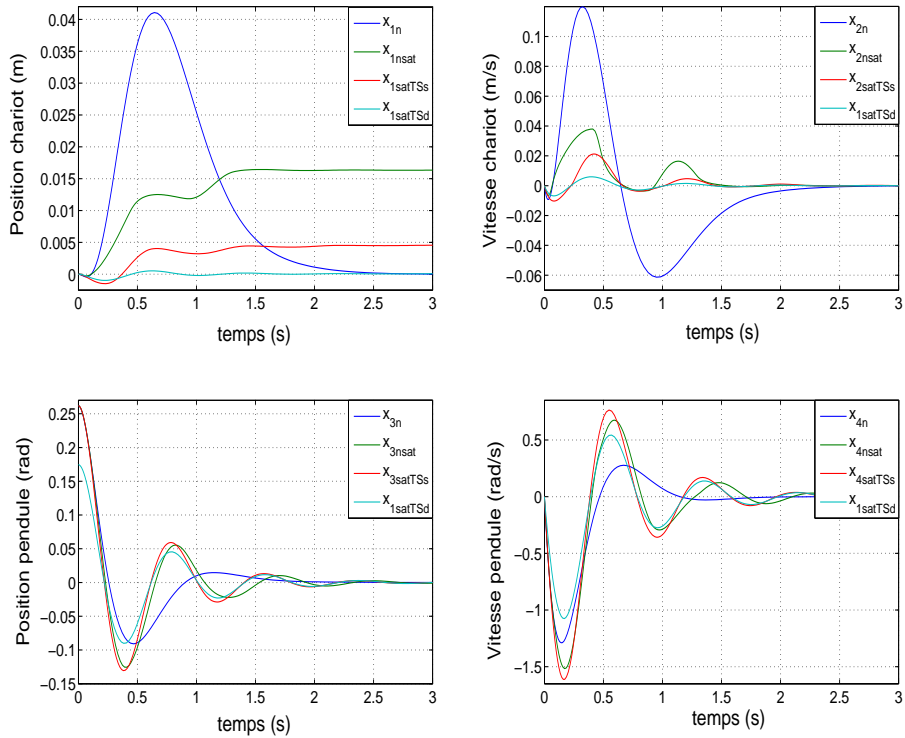 Position chariot (m)
0.04
0.035
0.03
0.025
0.02
0.015
0.01
0.005
0
0 0.5 1 1.5 2 2.5 3
temps (s)
x1n
x1nsat
x1satTSs
x1satTSd
Vitesse chariot (m/s)
0.1
0.08
0.06
0.04
0.02
0
−0.02
−0.04
−0.06
0 0.5 1 1.5 2 2.5 3
temps (s)
x2n
x2nsat
x2satTSs
x1satTSd
Position pendule (rad)
0.25
0.2
0.15
0.1
0.05
0
−0.05
−0.1
−0.15
0 0.5 1 1.5 2 2.5 3
temps (s)
x3n
x3nsat
x3satTSs
x1satTSd
Vitesse pendule (rad/s)
0.5
0
−0.5
−1
−1.5
0 0.5 1 1.5 2 2.5 3
temps (s)
x4n
x4nsat
x4satTSs
x1satTSd